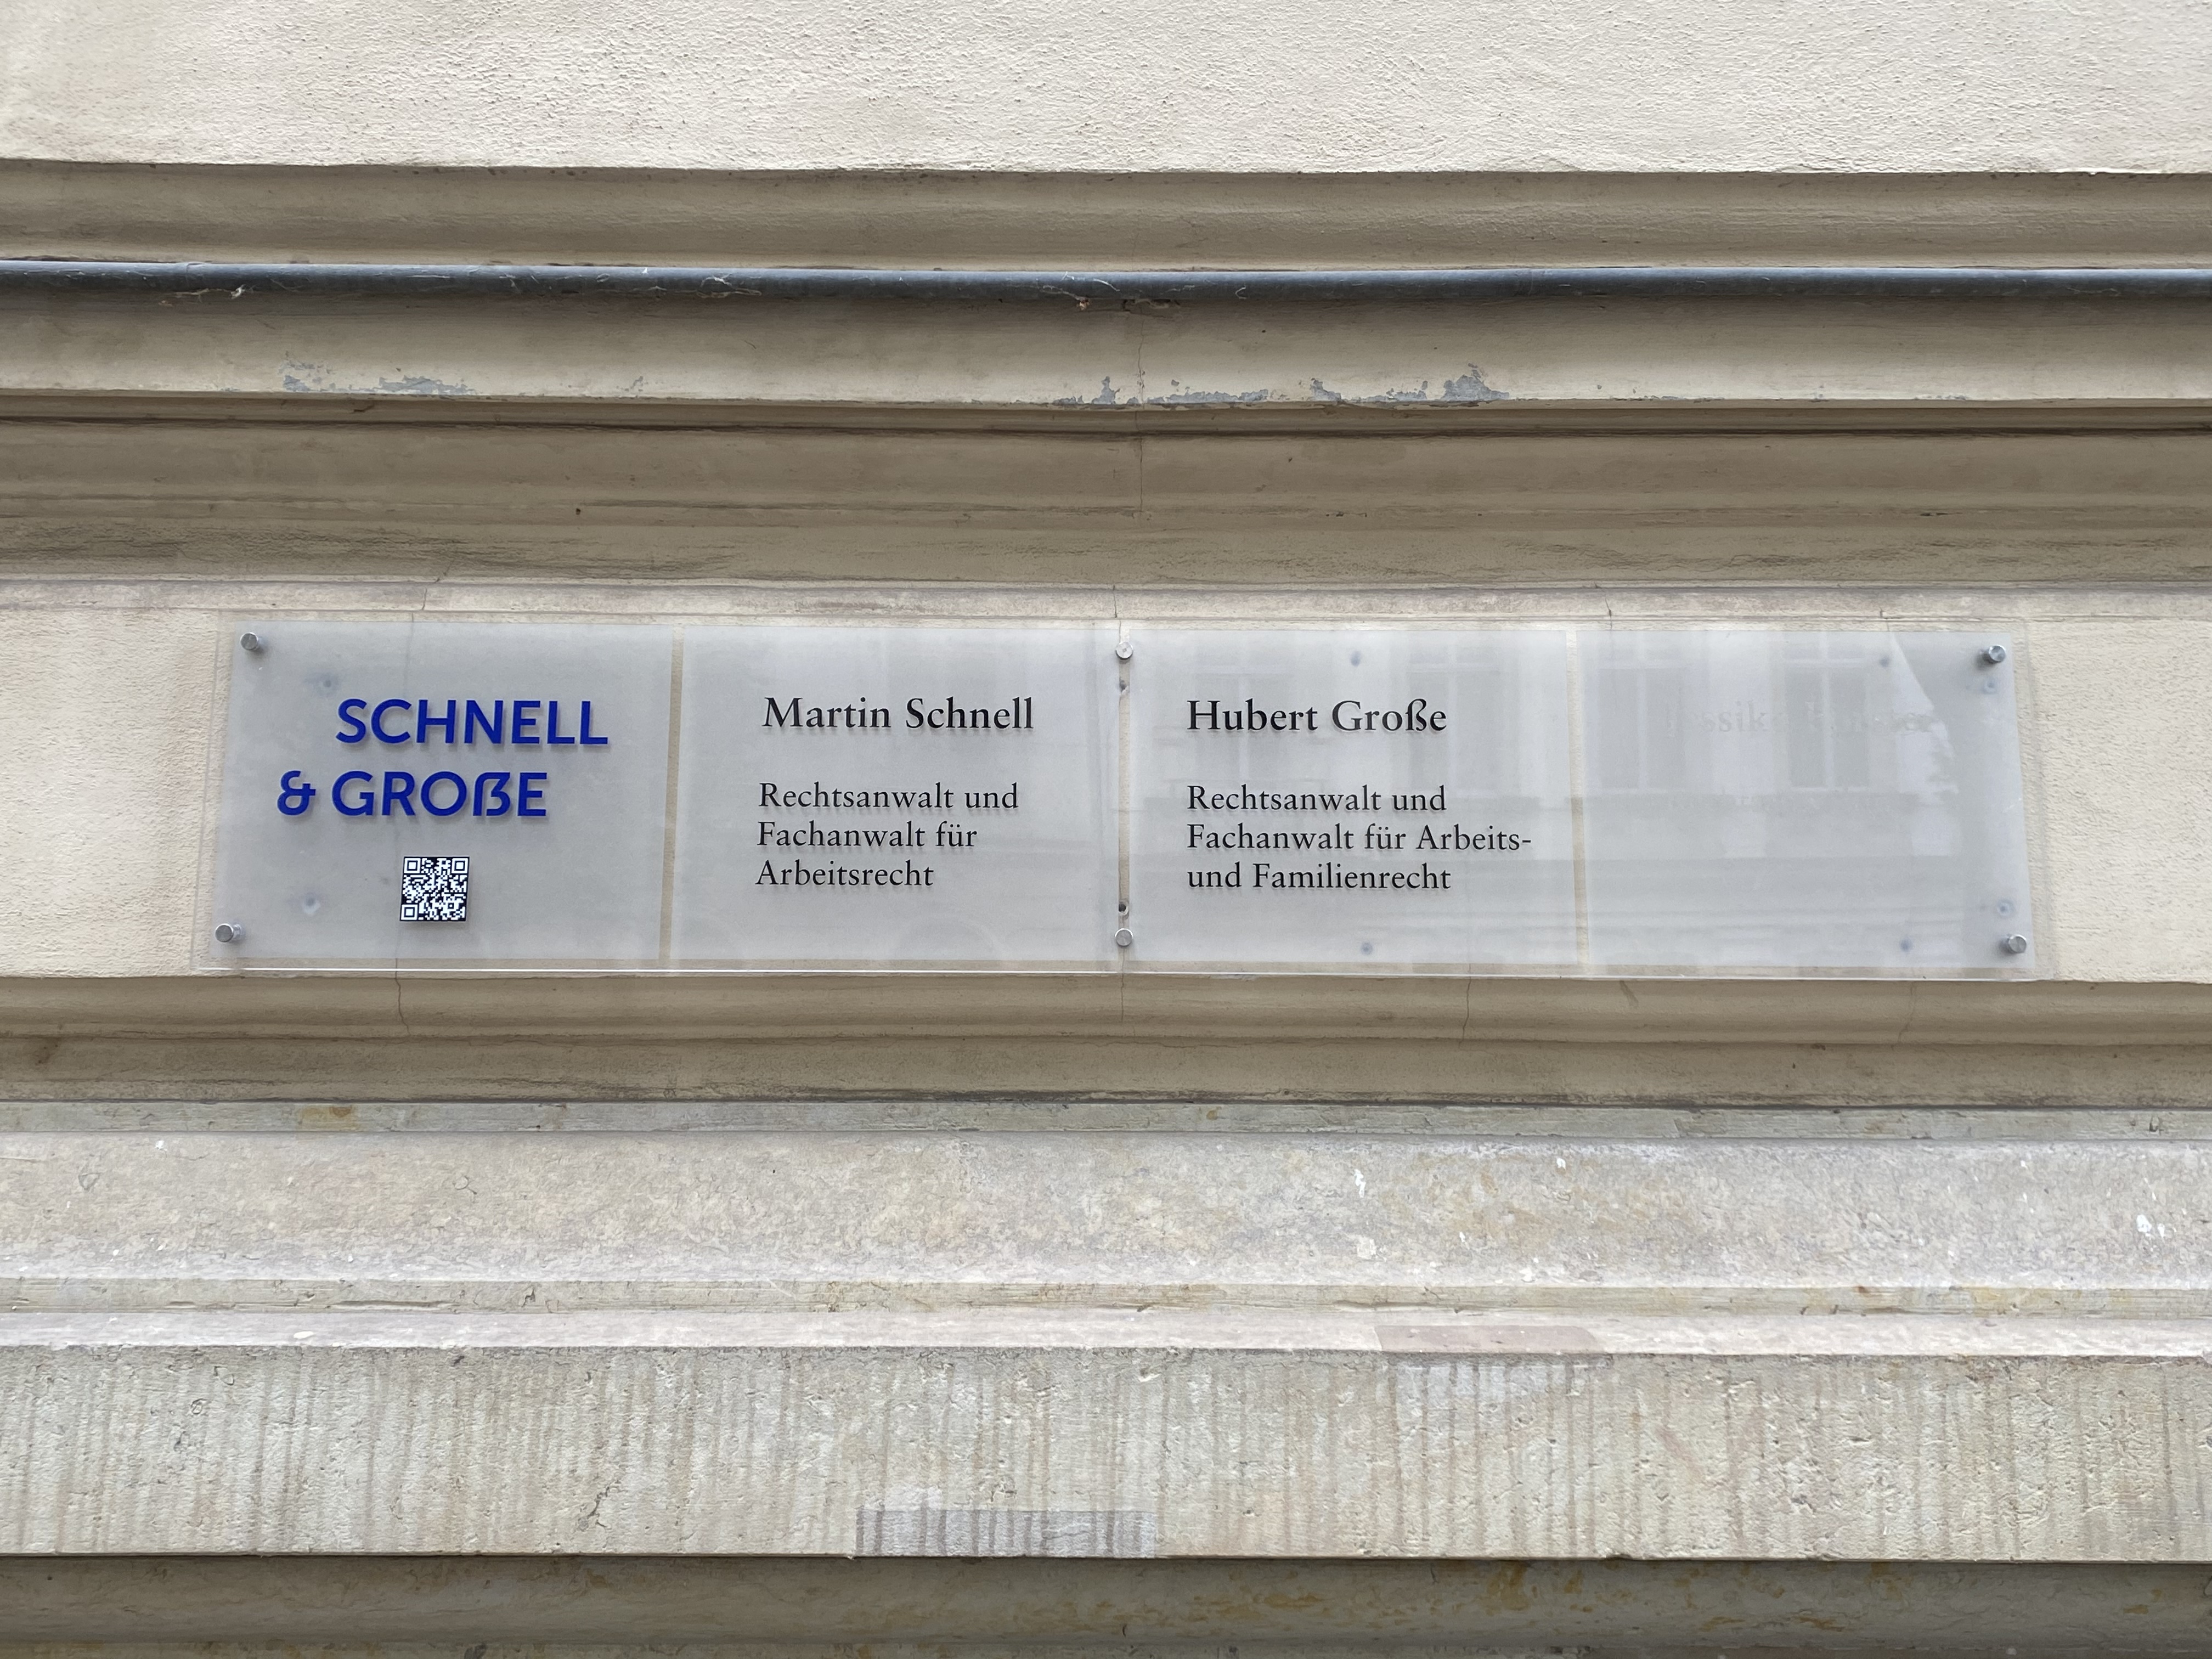 SCHNELL
& GROẞE
Martin Schnell
Rechtsanwalt und
Fachanwalt für
Arbeitsrecht
Hubert Große
Rechtsanwalt und
Fachanwalt für Arbeits-
und Familienrecht